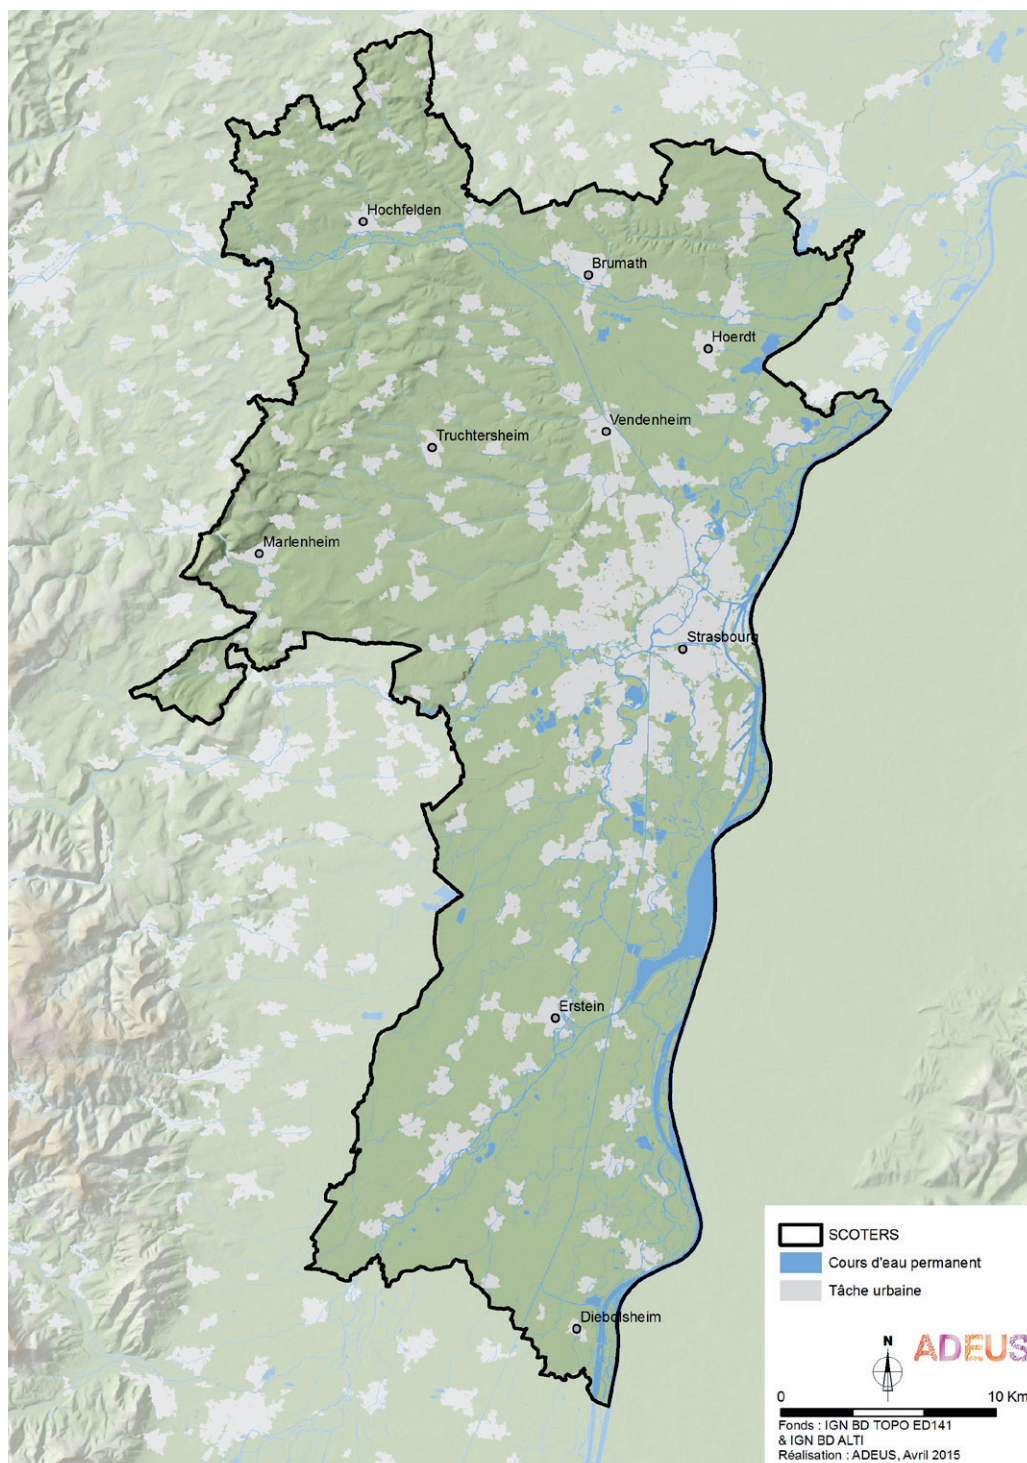 Hochfelden
Brumath
Hoerdt
Vendenheim
Truchtersheim
Marlenheim
Strasbourg
Erstein
Diebolsheim
SCOTERS
Cours d'eau permanent
Tâche urbaine
N
ADEUS
0 10 Km
Fonds : IGN BD TOPO ED141
& IGN BD ALTI
Réalisation : ADEUS, Avril 2015